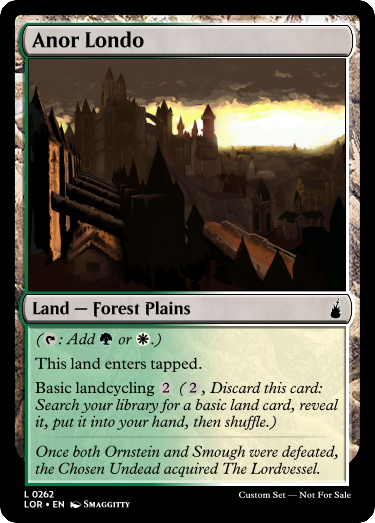 Anor Londo
Land — Forest Plains
(: Add or .)
This land enters tapped.
Basic landcycling 2 (2, Discard this card:
Search your library for a basic land card, reveal
it, put it into your hand, then shuffle.)
Once both Ornstein and Smough were defeated,
the Chosen Undead acquired The Lordvessel.
L 0262
LOR • EN Smaggitty
Custom Set — Not For Sale